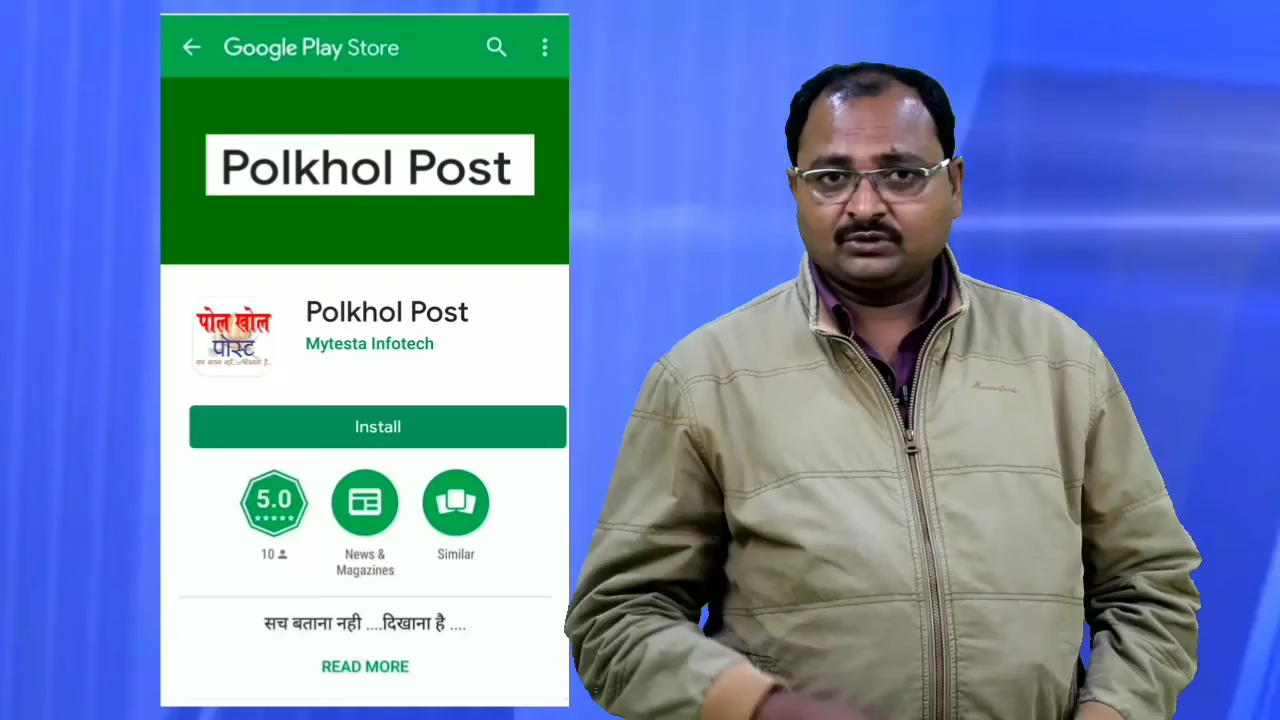 Google Play Store
Polkhol Post
पोल खोल
पोस्ट
Polkhol Post
Mytesta Infotech
Install
5.0
10
News &
Magazines
Similar
सच बताना नही ....दिखाना है ....
READ MORE